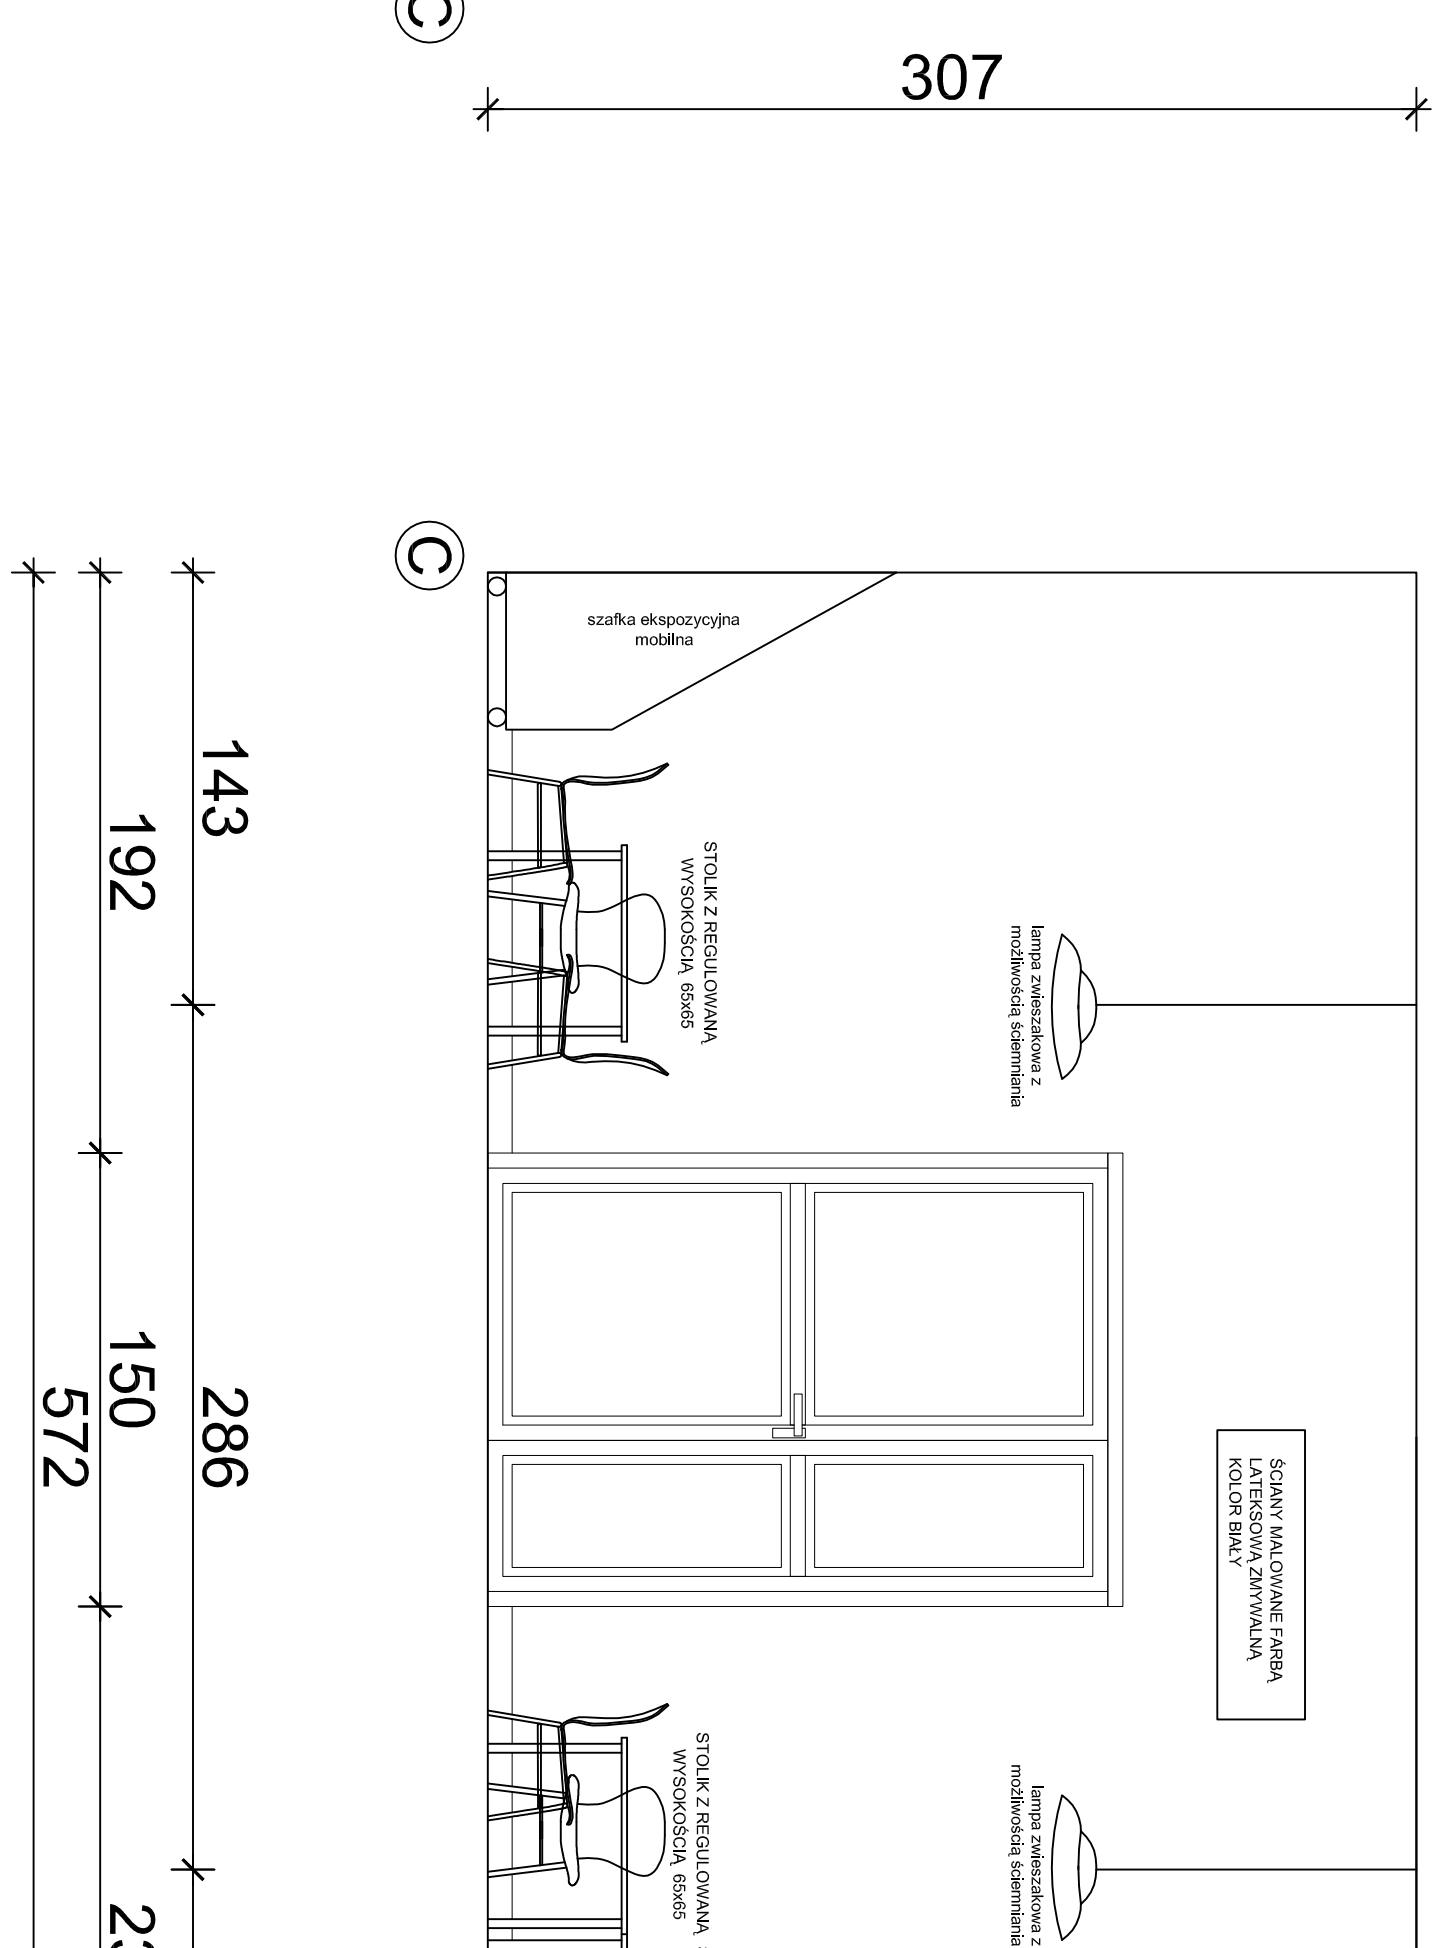 C
307
C
szafka ekspozycyjna
mobilna
143
192
286
150
572
STOLIK Z REGULOWANĄ
WYSOKOŚCIĄ 65x65
lampa zwieszakowa z
możliwością ściemniania
ŚCIANY MALOWANE FARBĄ
LATEKSOWĄ ZMYWALNĄ
KOLOR BIAŁY
STOLIK Z REGULOWANĄ
WYSOKOŚCIĄ 65x65
lampa zwieszakowa z
możliwością ściemniania